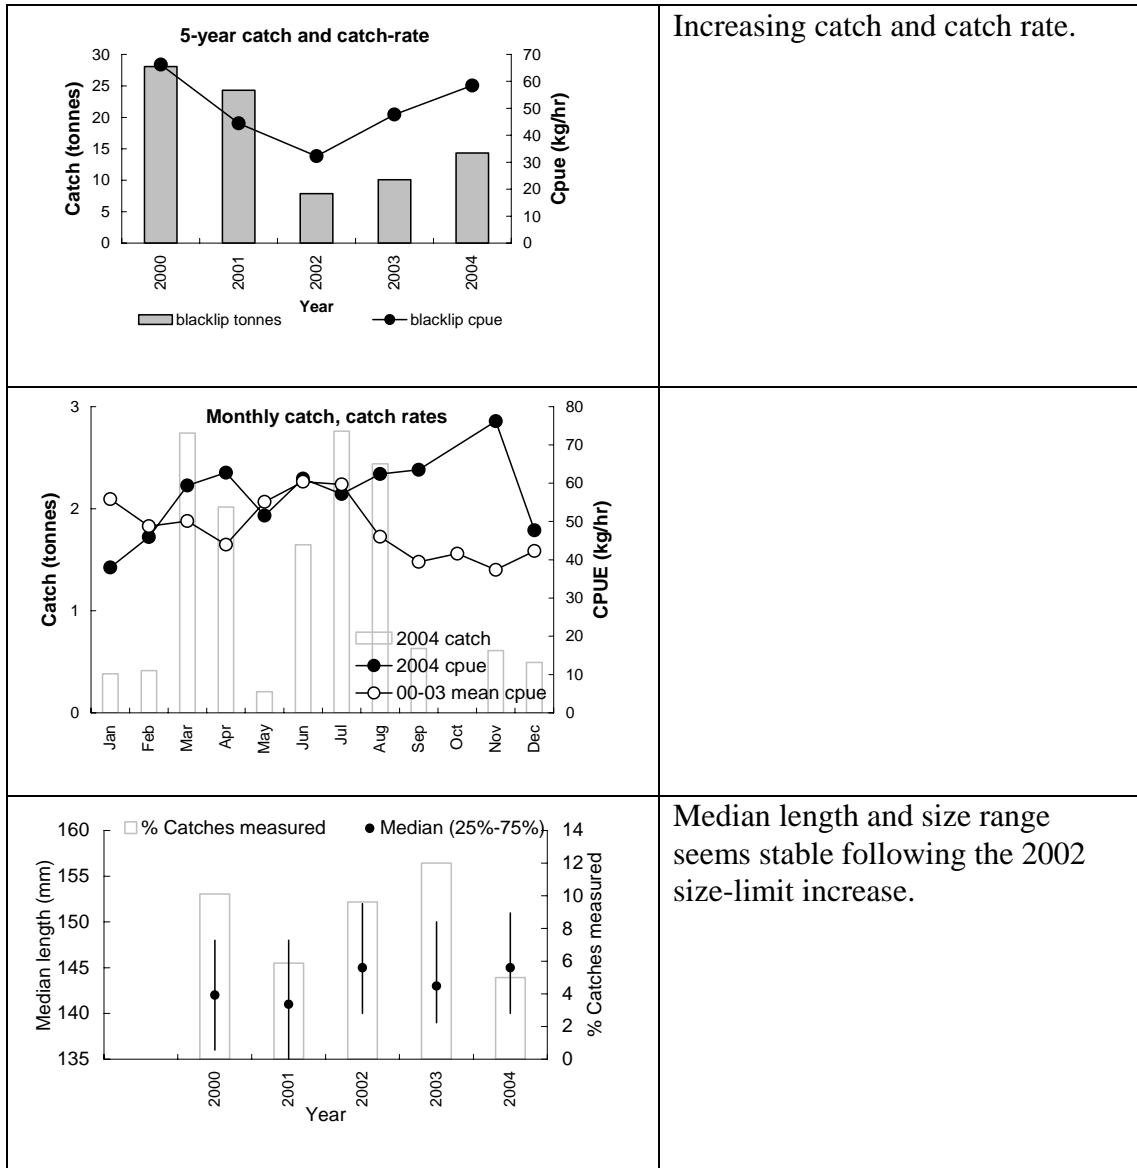 5-year catch and catch-rate
30
25
20
15
10
5
0
Catch (tonnes)
70
60
50
40
30
20
10
0
Cpue (kg/hr)
2000
2001
2002
2003
2004
Year
blacklip tonnes
blacklip cpue
Increasing catch and catch rate.
Monthly catch, catch rates
3
2
1
0
Catch (tonnes)
80
70
60
50
40
30
20
10
0
CPUE (kg/hr)
2004 catch
2004 cpue
00-03 mean cpue
Jan
Feb
Mar
Apr
May
Jun
Jul
Aug
Sep
Oct
Nov
Dec
% Catches measured
Median (25%-75%)
160
155
150
145
140
135
Median length (mm)
14
12
10
8
6
4
2
0
% Catches measured
2000
2001
2002
2003
2004
Year
Median length and size range
seems stable following the 2002
size-limit increase.